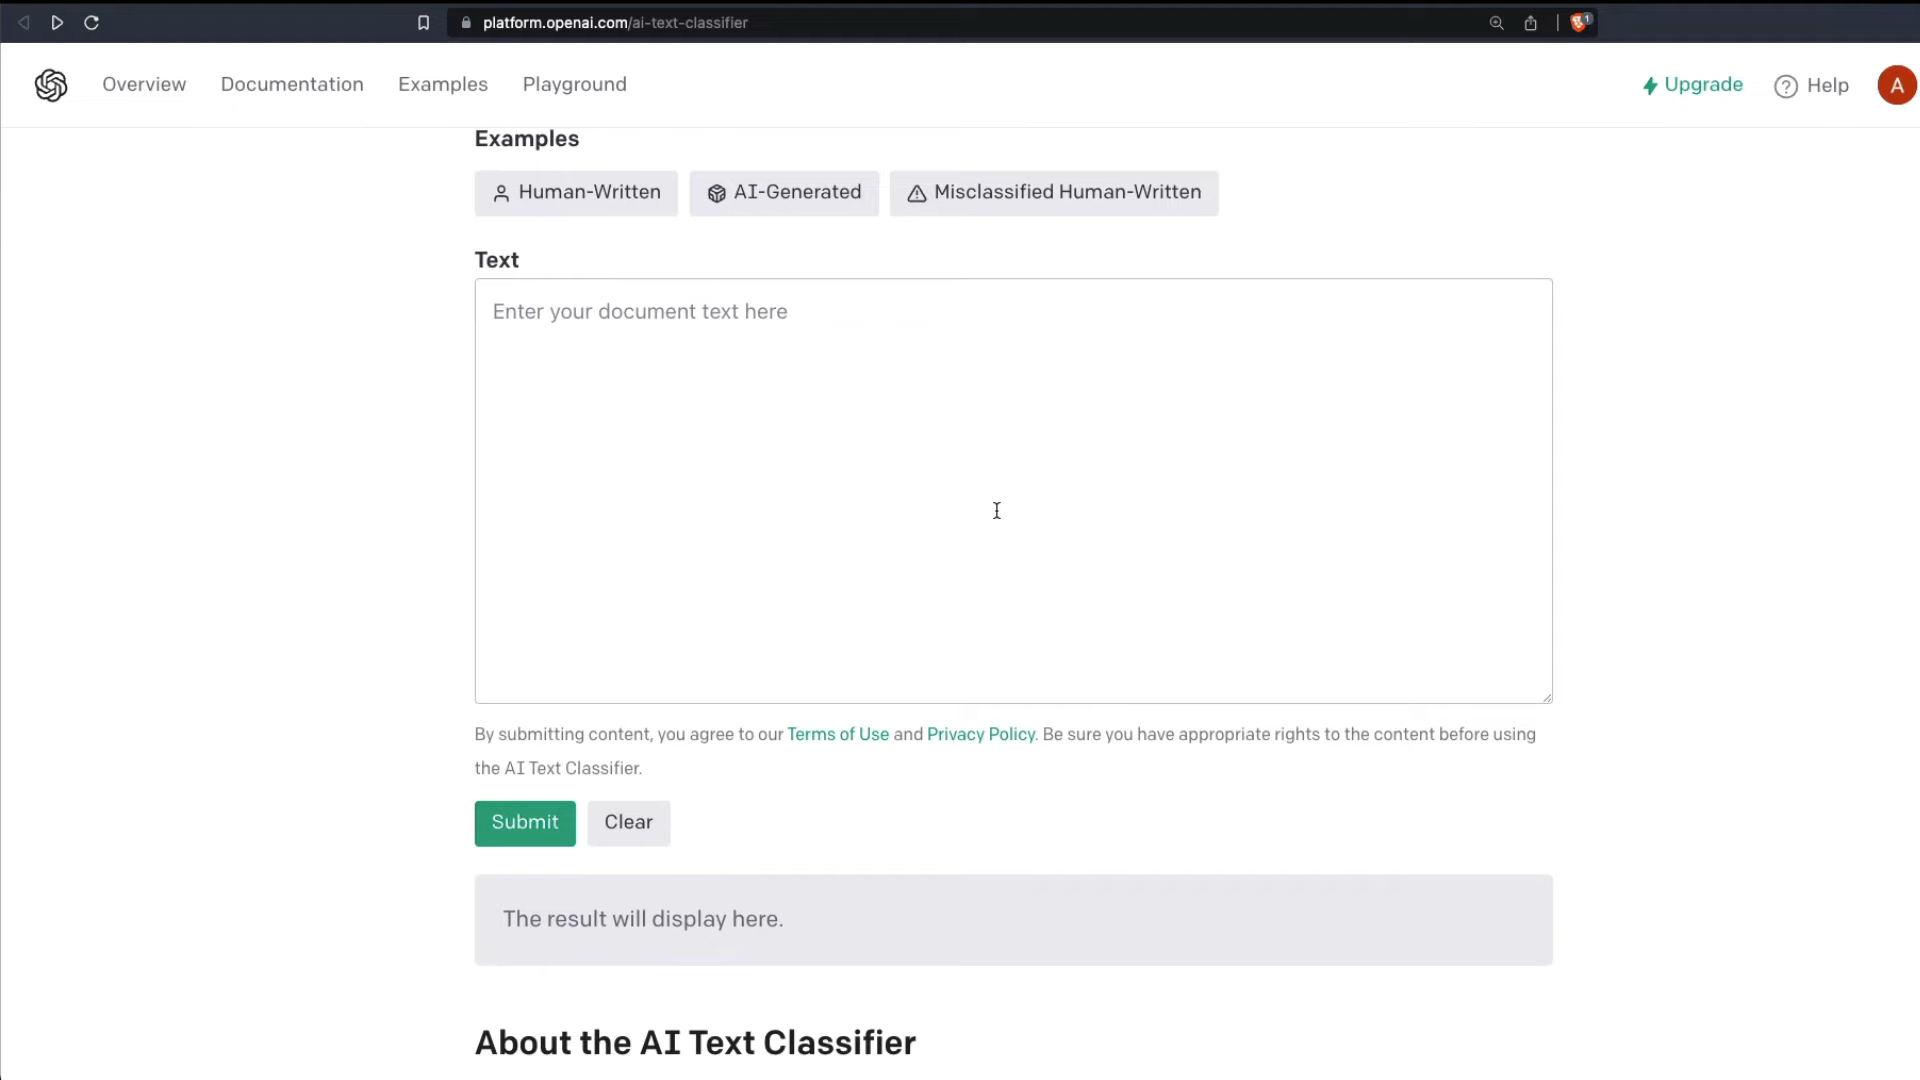 platform.openai.com/ai-text-classifier
1
Overview
Documentation
Examples
Playground
Upgrade
Help
A
Examples
Human-Written
AI-Generated
Misclassified Human-Written
Text
Enter your document text here
By submitting content, you agree to our Terms of Use and Privacy Policy. Be sure you have appropriate rights to the content before using
the AI Text Classifier.
Submit
Clear
The result will display here.
About the AI Text Classifier